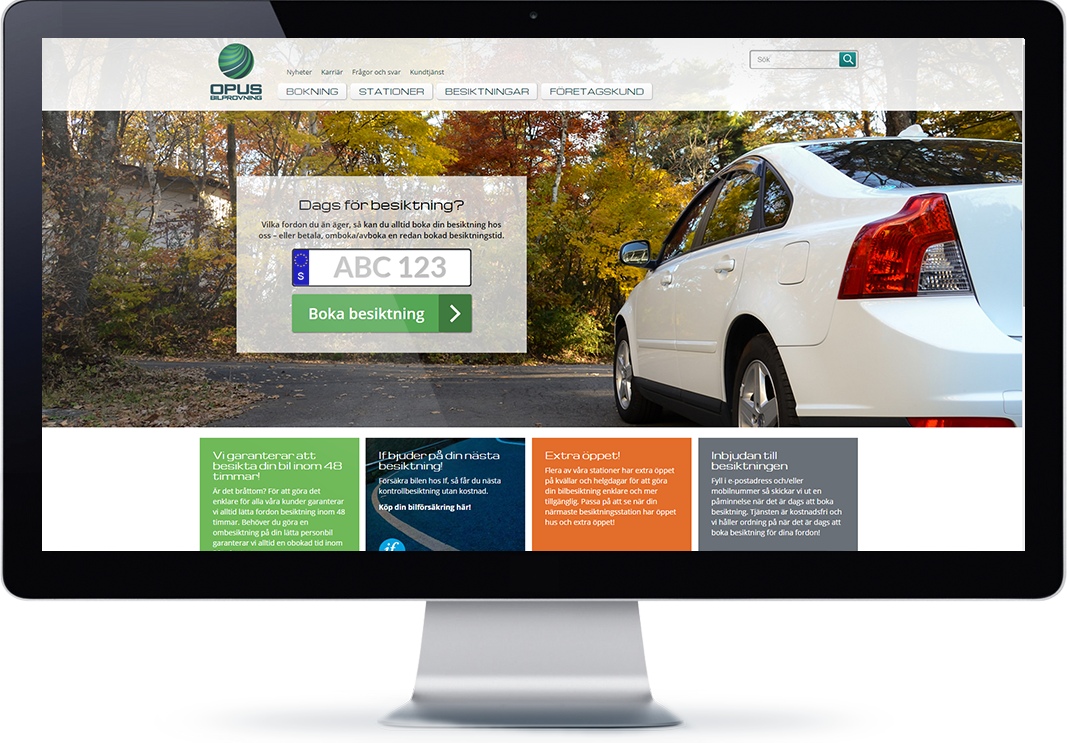 OPUS
BILPROVNING
Nyheter Karriär Frågor och svar Kundtjänst
Sök
BOKNING STATIONER BESIKTNINGAR FÖRETAGSKUND
Dags för besiktning?
Vilka fordon du än äger, så kan du alltid boka din besiktning hos
oss – eller betala, omboka/avboka en redan bokad besiktningstid.
S
ABC 123
Boka besiktning
Vi garanterar att
besikta din bil inom 48
timmar!
Är det bråttom? För att göra det
enklare för alla våra kunder garanterar
vi alltid lätta fordon besiktning inom 48
timmar. Behöver du göra en
ombesiktning på din lätta personbil
garanterar vi alltid en obokad tid inom
If bjuder på din nästa
besiktning!
Försäkra bilen hos If, så får du nästa
kontrollbesiktning utan kostnad.
Köp din bilförsäkring här!
if
Extra öppet!
Flera av våra stationer har extra öppet
på kvällar och helgdagar för att göra
din bilbesiktning enklare och mer
tillgänglig. Passa på att se när din
närmaste besiktningsstation har öppet
hus och extra öppet!
Inbjudan till
besiktningen
Fyll i e-postadress och/eller
mobilnummer så skickar vi ut en
påminnelse när det är dags att boka
besiktning. Tjänsten är kostnadsfri och
vi håller ordning på när det är dags att
boka besiktning för dina fordon!